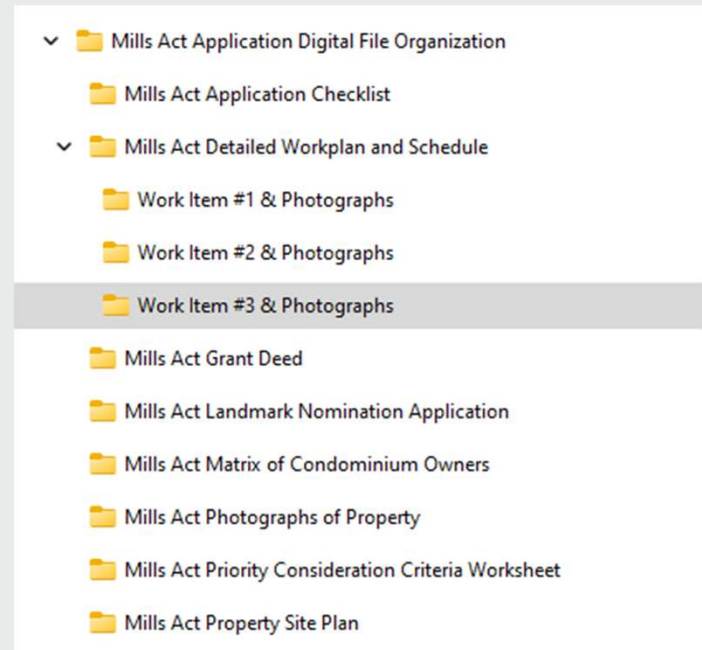 Mills Act Application Digital File Organization
Mills Act Application Checklist
Mills Act Detailed Workplan and Schedule
Work Item #1 & Photographs
Work Item #2 & Photographs
Work Item #3 & Photographs
Mills Act Grant Deed
Mills Act Landmark Nomination Application
Mills Act Matrix of Condominium Owners
Mills Act Photographs of Property
Mills Act Priority Consideration Criteria Worksheet
Mills Act Property Site Plan